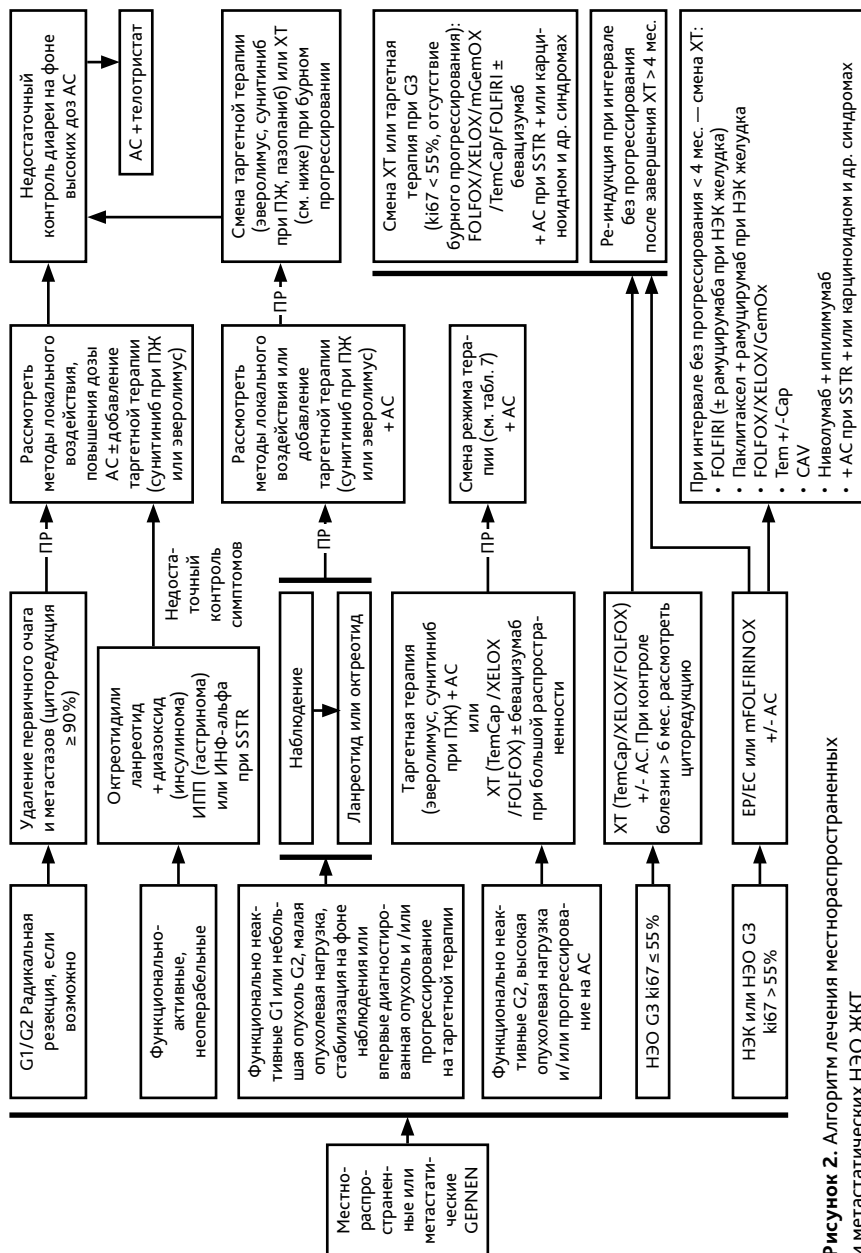 Местно-
распро-
странен-
ные или
метастати-
ческие
GEPNEN
G1/G2 Радикальная
резекция, если
возможно
Удаление первичного очага
и метастазов (циторедукция
≥ 90%)
ПР
Рассмотреть
методы локального
воздействия,
повышения дозы
АС ± добавление
таргетной терапии
(сунитиниб при ПЖ
или эверолимус)
Недостаточный
контроль диареи на фоне
высоких доз АС
АС + телотристат
Функционально-
активные,
неоперабельные
Октреотидили
ланреотид
+ диазоксид
(инсулинома)
ИПП (гастринома)
или ИНФ-альфа
при SSTR
Недоста-
точный
контроль
симптомов
Функционально неак-
тивные G1 или неболь-
шая опухоль G2, малая
опухолевая нагрузка,
стабилизация на фоне
наблюдения или
впервые диагностиро-
ванная опухоль и /или
прогрессирование
на таргетной терапии
Наблюдение
Ланреотид или октреотид
ПР
Рассмотреть
методы локального
воздействия или
добавление
таргетной терапии
(сунитиниб при ПЖ
или эверолимус)
+ АС
ПР
Смена таргетной терапии
(эверолимус, сунитиниб
при ПЖ, пазопаниб) или ХТ
(см. ниже) при бурном
прогрессировании
Функционально неак-
тивные G2, высокая
опухолевая нагрузка
и/или прогрессирова-
ние на АС
Таргетная терапия
(эверолимус, сунитиниб
при ПЖ) + АС
или
ХТ (TemCap /XELOX
/FOLFOX) ± бевацизумаб
при большой распростра-
ненности
ПР
Смена режима тера-
пии (см. табл. 7)
+ АС
НЭО G3 ki67 ≤ 55%
ХТ (TemCap/XELOX/FOLFOX)
+/- АС. При контроле
болезни > 6 мес. рассмотреть
циторедукцию
Смена ХТ или таргетная
терапия при G3
(ki67 < 55%, отсутствие
бурного прогрессирования):
FOLFOX/XELOX/mGemOX
/TemCap/FOLFIRI ±
бевацизумаб
+ АС при SSTR + или карци-
ноидном и др. синдромах
Ре-индукция при интервале
без прогрессирования
после завершения ХТ > 4 мес.
НЭК или НЭО G3
ki67 > 55%
EP/EC или mFOLFIRINOX
+/- АС
При интервале без прогрессирования < 4 мес. — смена ХТ:
• FOLFIRI (± рамуцирумаба при НЭК желудка)
• Паклитаксел + рамуцирумаб при НЭК желудка
• FOLFOX/XELOX/GemOx
• Tem +/-Cap
• CAV
• Ниволумаб + ипилимумаб
• + АС при SSTR + или карциноидном и др. синдромах
Рисунок 2. Алгоритм лечения местнораспространенных
и метастатических НЭО ЖКТ